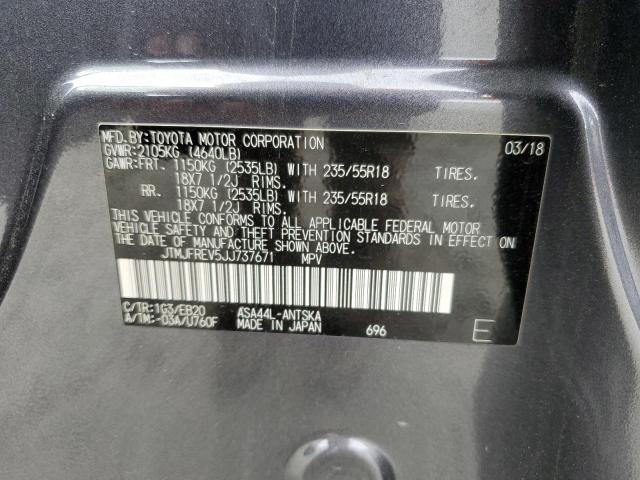 MFD.BY:TOYOTA MOTOR CORPORATION 03/18
GVWR:2105KG (4640LB)
GAWR:FRT. 1150KG (2535LB) WITH 235/55R18 TIRES.
18X7 1/2J RIMS.
RR. 1150KG (2535LB) WITH 235/55R18 TIRES.
18X7 1/2J RIMS.
THIS VEHICLE CONFORMS TO ALL APPLICABLE FEDERAL MOTOR
VEHICLE SAFETY AND THEFT PREVENTION STANDARDS IN EFFECT ON
THE DATE OF MANUFACTURE SHOWN ABOVE.
JTMJFREV5JJ737671 MPV
C/TR:1G3/EB20 ASA44L-ANTSKA
A/TM:-03A/U760F MADE IN JAPAN 696 E